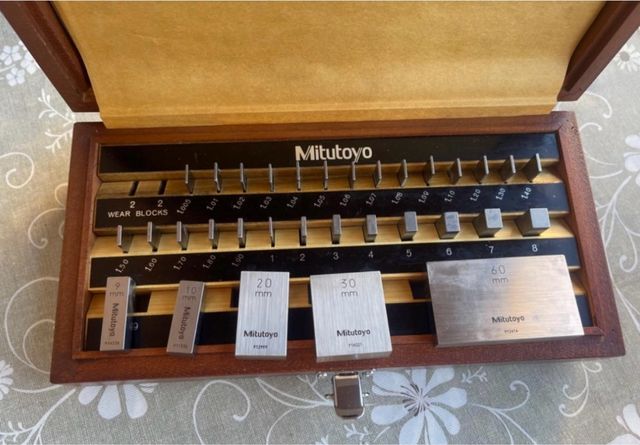 Mitutoyo
2 2
WEAR BLOCKS
1.005 1.01 1.02 1.03 1.04 1.05 1.06 1.07 1.08 1.09 1.10 1.20 1.30 1.40
1.50 1.60 1.70 1.80 1.90 1 2 3 4 5 6 7 8
9 mm Mitutoyo
10 mm Mitutoyo
20 mm Mitutoyo
30 mm Mitutoyo
60 mm Mitutoyo